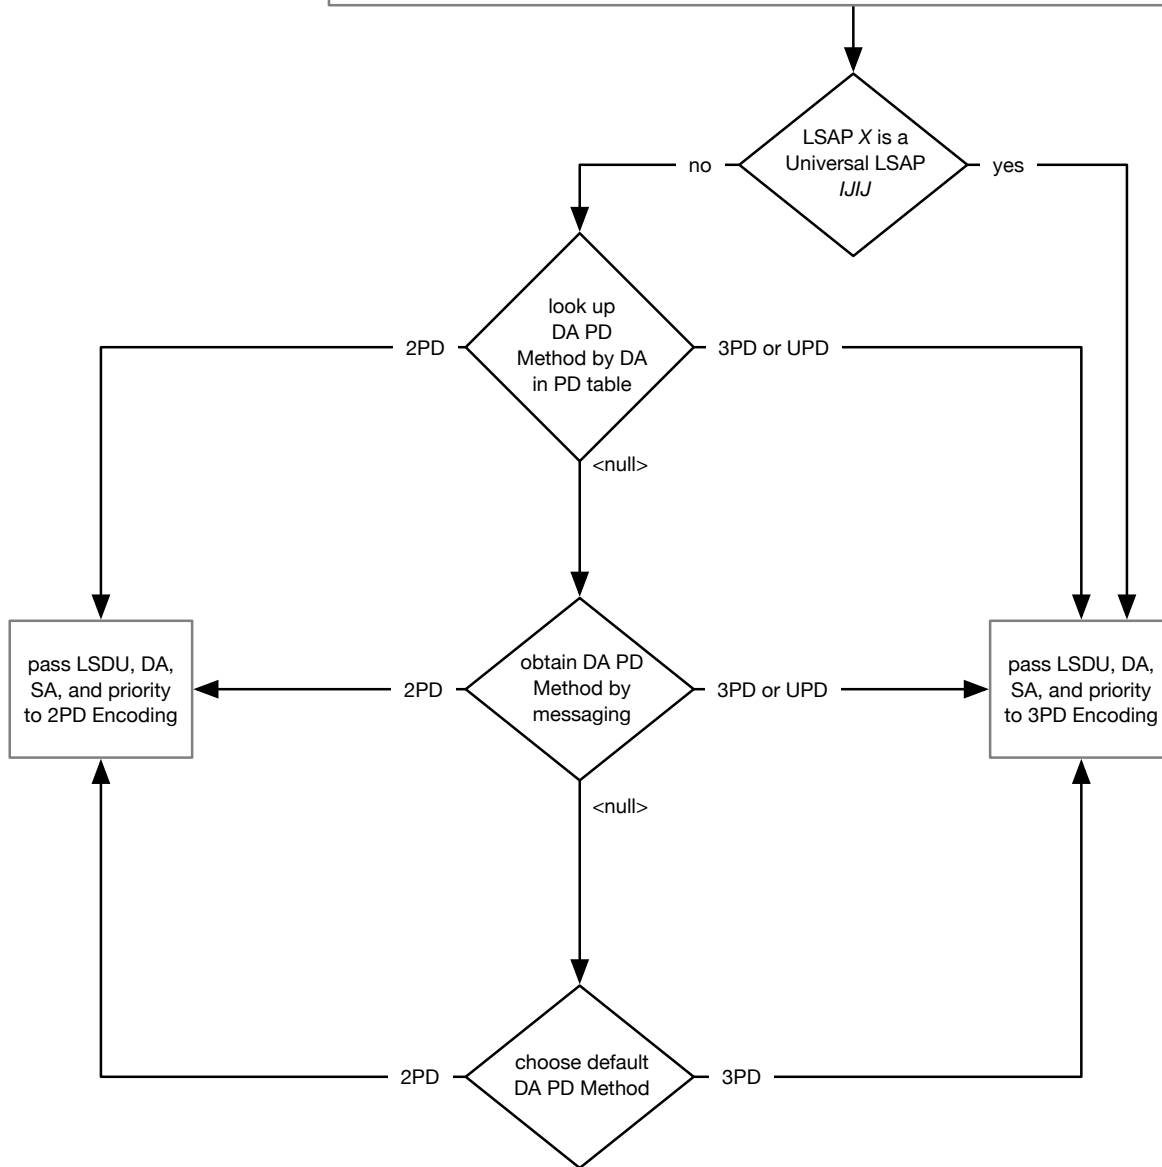 LSAP X is a
Universal LSAP
IJIJ
no
yes
look up
DA PD
Method by DA
in PD table
2PD
3PD or UPD
<null>
pass LSDU, DA,
SA, and priority
to 2PD Encoding
2PD
obtain DA PD
Method by
messaging
3PD or UPD
pass LSDU, DA,
SA, and priority
to 3PD Encoding
<null>
2PD
choose default
DA PD Method
3PD